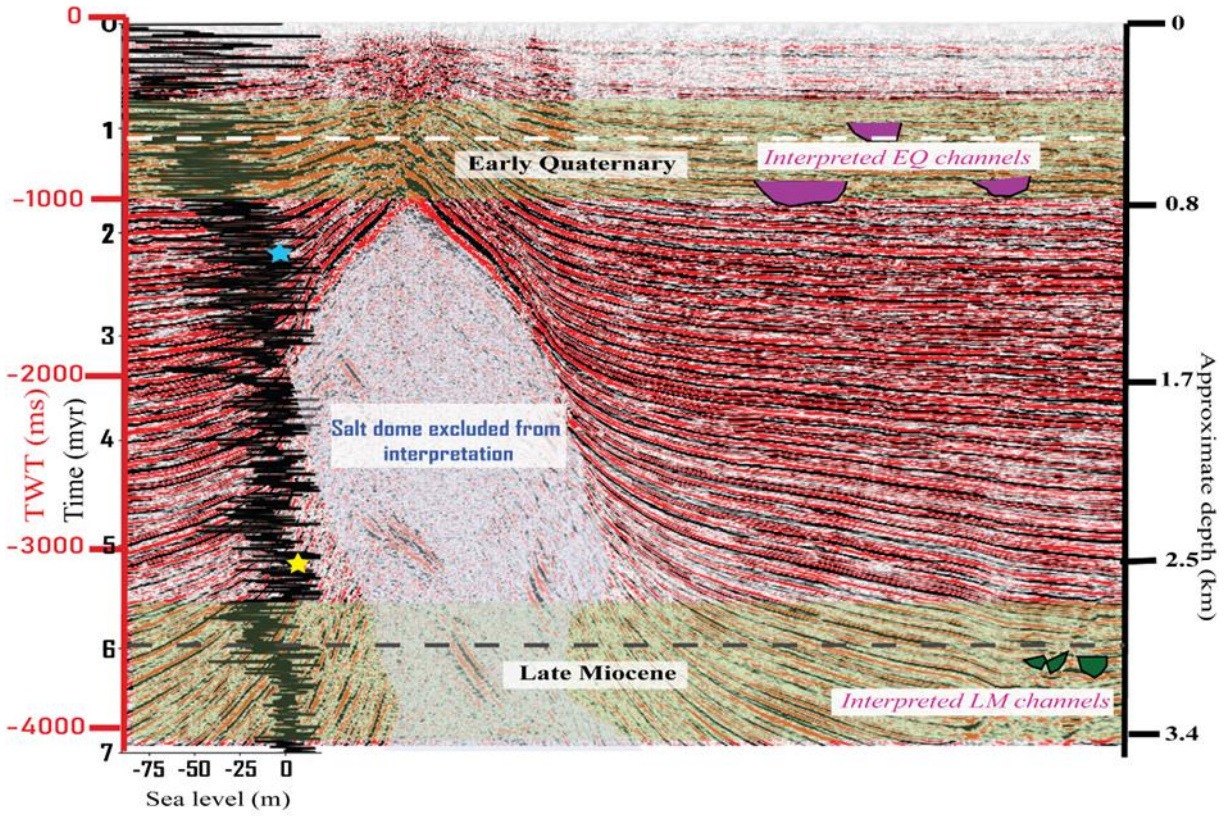 0
0
0
1
Early Quaternary
Interpreted EQ channels
-1000
0.8
2
3
-2000
1.7
TWT (ms)
Time (myr)
Approximate depth (km)
4
Salt dome excluded from
interpretation
-3000
5
2.5
6
Late Miocene
Interpreted LM channels
-4000
3.4
7
-75 -50 -25 0
Sea level (m)